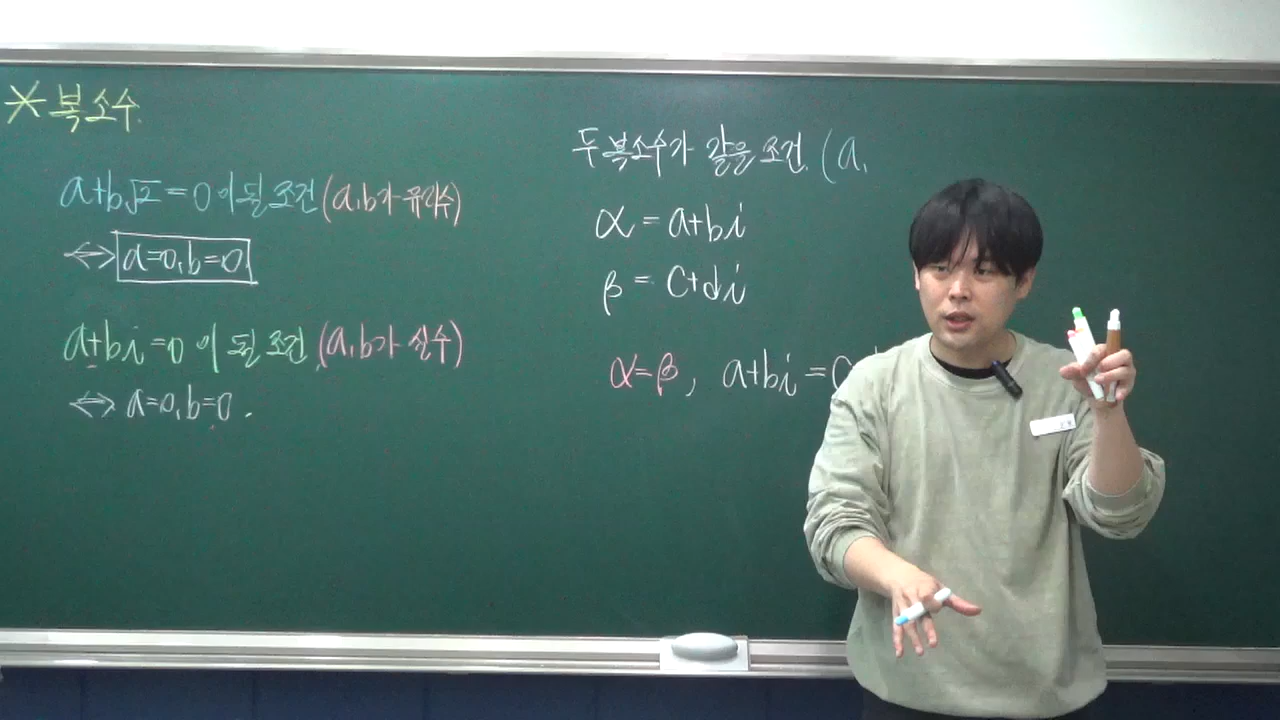 * 복소수.
a+b√2=0 이 될 조건 (a,b가 유리수)
⟷ a=0, b=0.
a+bi=0 이 될 조건 (a,b가 실수)
⟷ a=0, b=0.
두 복소수가 같을 조건. (a,
α = a+bi
β = c+di
α=β, a+bi=c